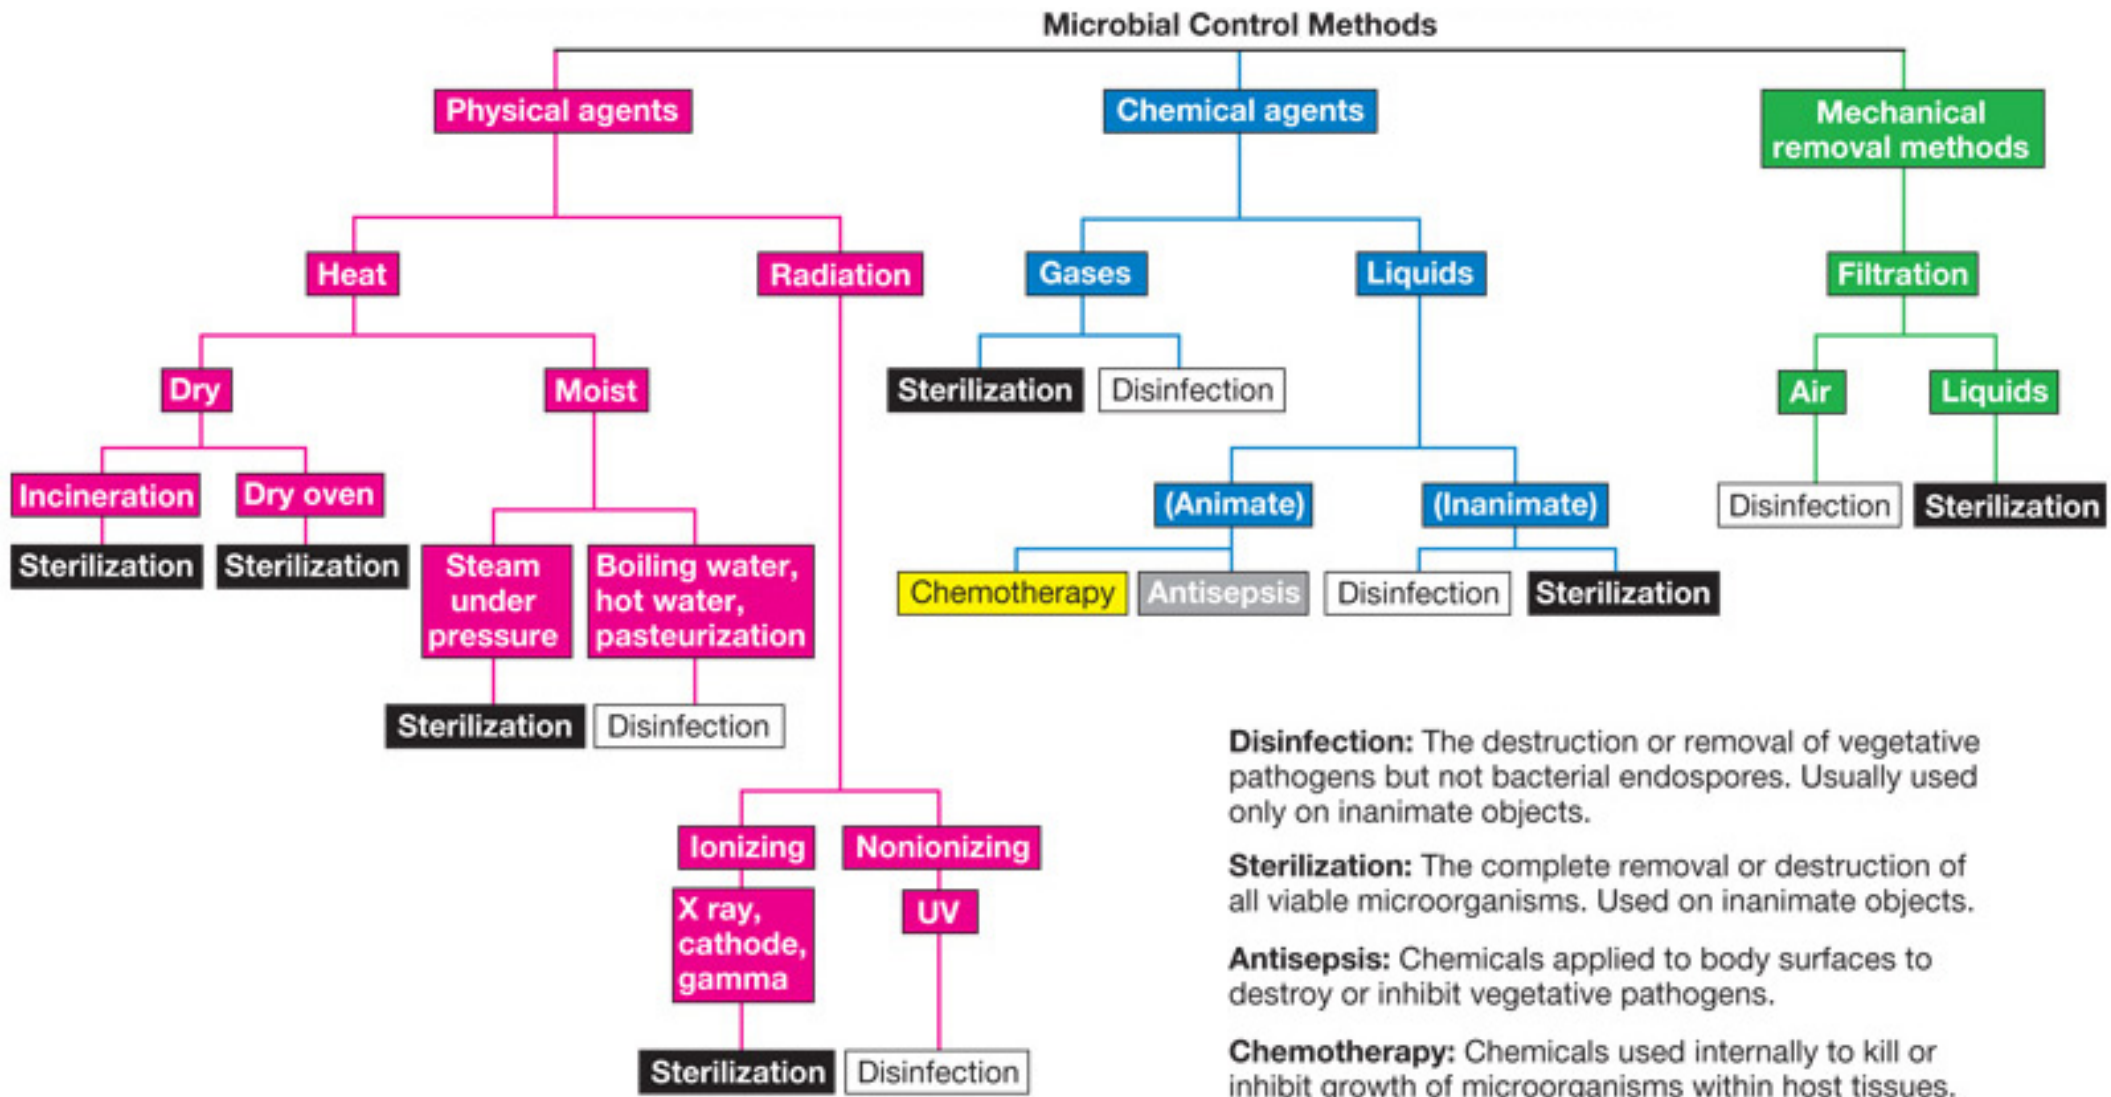 Microbial Control Methods
Physical agents
Chemical agents
Mechanical
removal methods
Heat
Radiation
Gases
Liquids
Filtration
Dry
Moist
Sterilization
Disinfection
Air
Liquids
Incineration
Dry oven
(Animate)
(Inanimate)
Disinfection
Sterilization
Sterilization
Sterilization
Steam
under
pressure
Boiling water,
hot water,
pasteurization
Chemotherapy
Antisepsis
Disinfection
Sterilization
Sterilization
Disinfection
Ionizing
Nonionizing
X ray,
cathode,
gamma
UV
Sterilization
Disinfection
Disinfection: The destruction or removal of vegetative
pathogens but not bacterial endospores. Usually used
only on inanimate objects.
Sterilization: The complete removal or destruction of
all viable microorganisms. Used on inanimate objects.
Antisepsis: Chemicals applied to body surfaces to
destroy or inhibit vegetative pathogens.
Chemotherapy: Chemicals used internally to kill or
inhibit growth of microorganisms within host tissues.